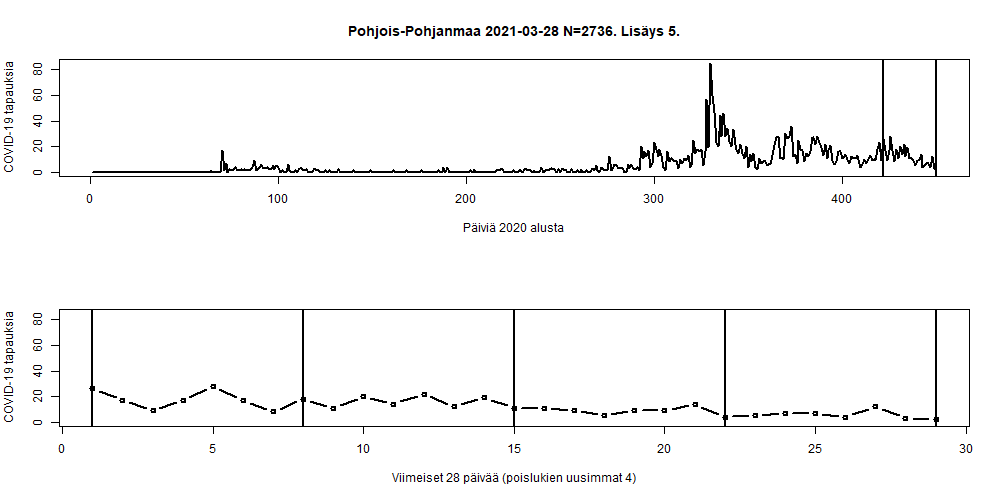 Pohjois-Pohjanmaa 2021-03-28 N=2736. Lisäys 5.
COVID-19 tapauksia
80
60
40
20
0
0 100 200 300 400
Päiviä 2020 alusta
COVID-19 tapauksia
80
60
40
20
0
0 5 10 15 20 25 30
Viimeiset 28 päivää (poislukien uusimmat 4)